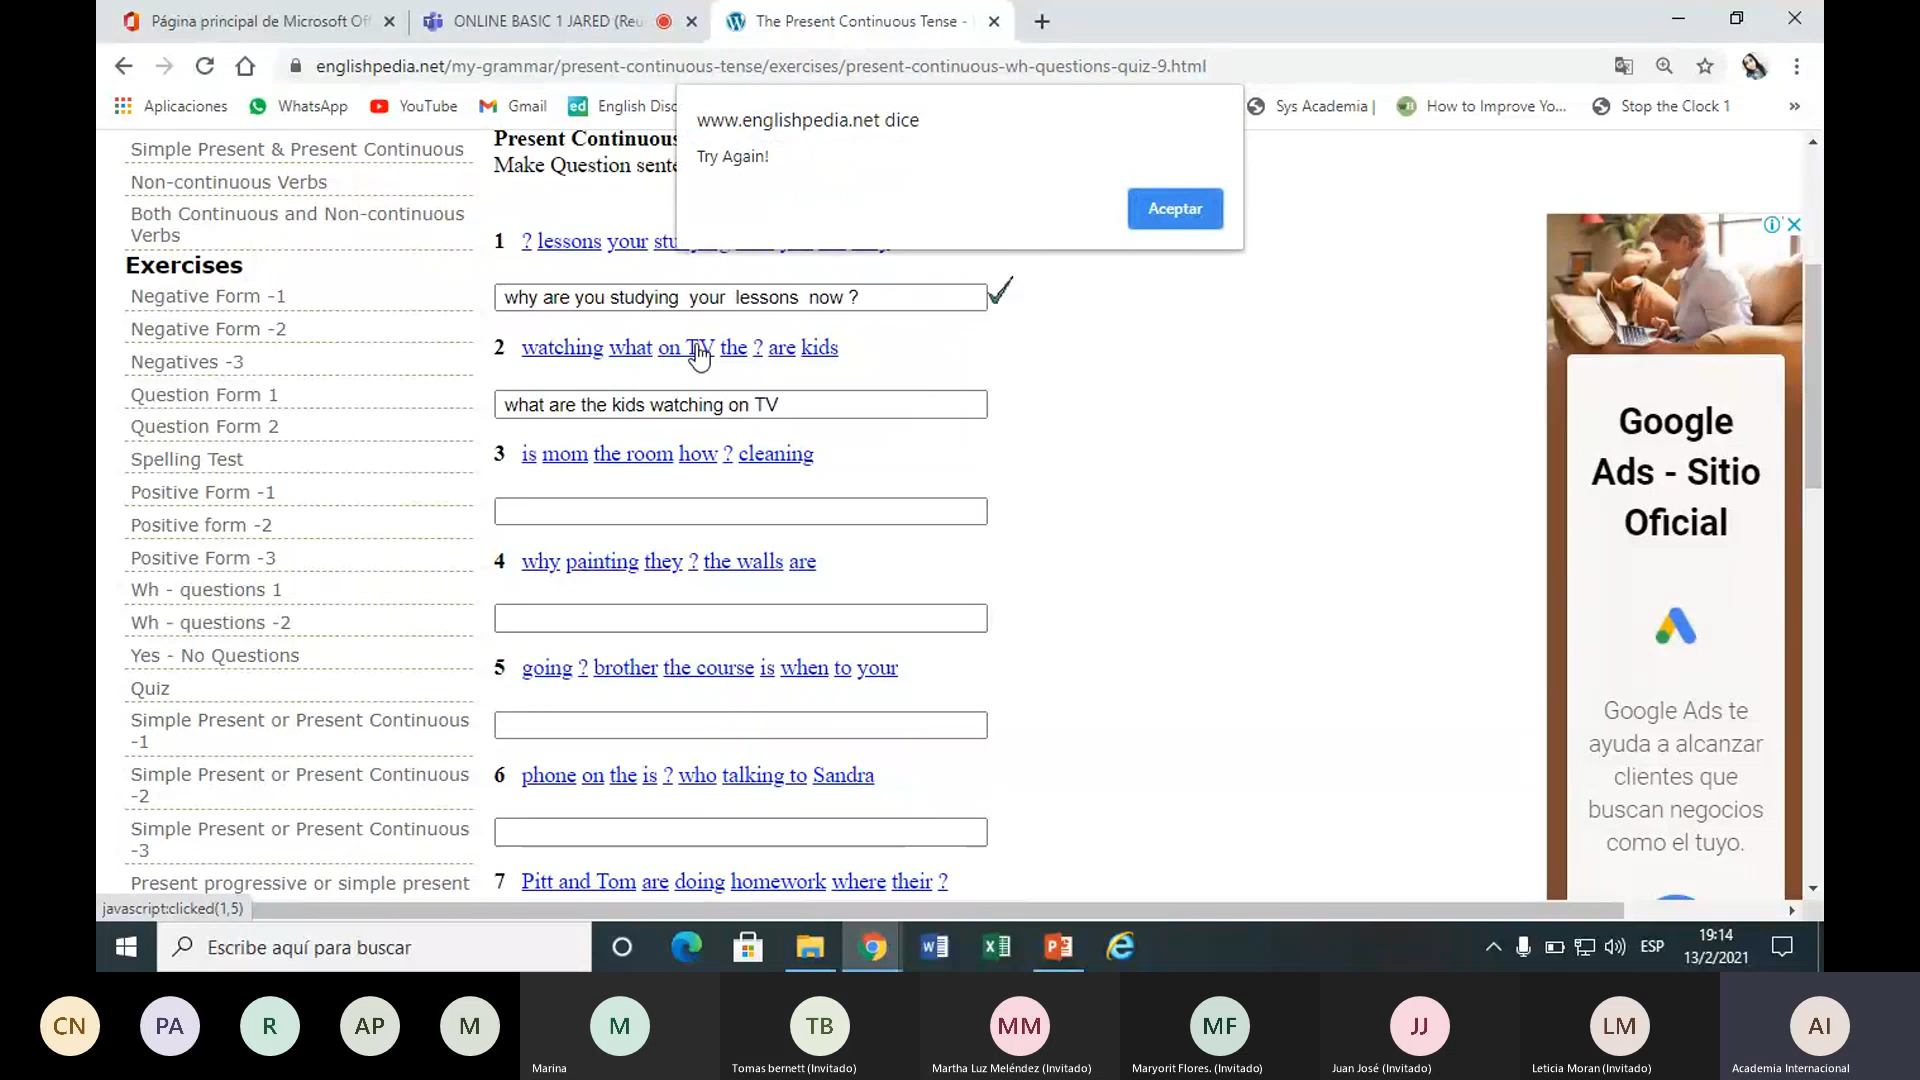 Página principal de Microsoft Of
ONLINE BASIC 1 JARED (Reu
The Present Continuous Tense -
englishpedia.net/my-grammar/present-continuous-tense/exercises/present-continuous-wh-questions-quiz-9.html
Aplicaciones
WhatsApp
YouTube
Gmail
ed English Disc
Sys Academia |
How to Improve Yo...
Stop the Clock 1
»
www.englishpedia.net dice
Try Again!
Aceptar
Simple Present & Present Continuous
Non-continuous Verbs
Both Continuous and Non-continuous
Verbs
Exercises
Negative Form -1
Negative Form -2
Negatives -3
Question Form 1
Question Form 2
Spelling Test
Positive Form -1
Positive form -2
Positive Form -3
Wh - questions 1
Wh - questions -2
Yes - No Questions
Quiz
Simple Present or Present Continuous
-1
Simple Present or Present Continuous
-2
Simple Present or Present Continuous
-3
Present progressive or simple present
javascript:clicked(1,5)
Present Continuous
Make Question sente
1 ? lessons your stu
why are you studying your lessons now ?
2 watching what on TV the ? are kids
what are the kids watching on TV
3 is mom the room how ? cleaning
4 why painting they ? the walls are
5 going ? brother the course is when to your
6 phone on the is ? who talking to Sandra
7 Pitt and Tom are doing homework where their ?
Google
Ads - Sitio
Oficial
Google Ads te
ayuda a alcanzar
clientes que
buscan negocios
como el tuyo.
Escribe aquí para buscar
ESP
19:14
13/2/2021
CN
PA
R
AP
M
M
Marina
TB
Tomas bernett (Invitado)
MM
Martha Luz Meléndez (Invitado)
MF
Maryorit Flores. (Invitado)
JJ
Juan José (Invitado)
LM
Leticia Moran (Invitado)
AI
Academia Internacional